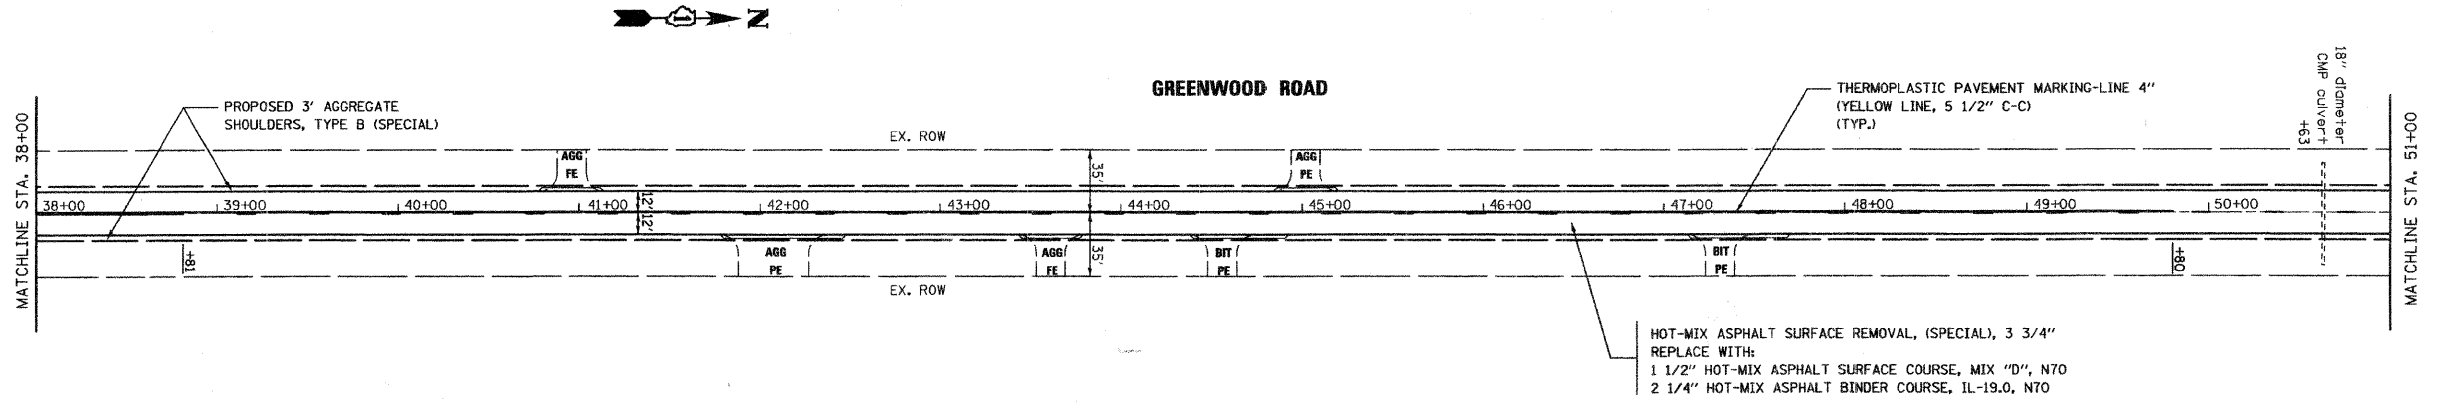 N
GREENWOOD ROAD
PROPOSED 3' AGGREGATE
SHOULDERS, TYPE B (SPECIAL)
THERMOPLASTIC PAVEMENT MARKING-LINE 4"
(YELLOW LINE, 5 1/2" C-C)
(TYP.)
18" diameter
CMP culvert
+63
MATCHLINE STA. 38+00
MATCHLINE STA. 51+00
EX. ROW
AGG
FE
AGG
PE
35'
38+00
39+00
40+00
41+00
42+00
43+00
44+00
45+00
46+00
47+00
48+00
49+00
50+00
12'
12'
35'
+81
AGG
PE
AGG
FE
BIT
PE
BIT
PE
+80
EX. ROW
HOT-MIX ASPHALT SURFACE REMOVAL, (SPECIAL), 3 3/4"
REPLACE WITH:
1 1/2" HOT-MIX ASPHALT SURFACE COURSE, MIX "D", N70
2 1/4" HOT-MIX ASPHALT BINDER COURSE, IL-19.0, N70